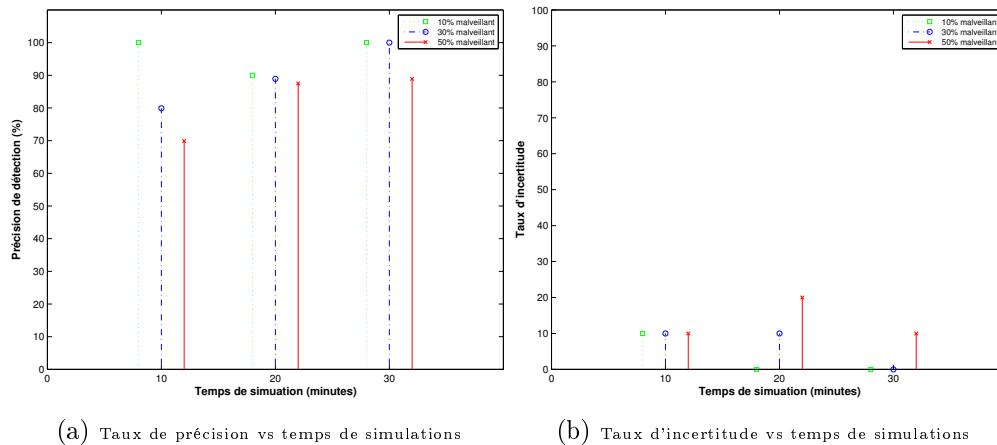 10% malveillant
30% malveillant
50% malveillant
100
90
80
70
60
50
40
30
20
10
0
Précision de détection (%)
0
10
20
30
Temps de simuation (minutes)
(a) Taux de précision vs temps de simulations
10% malveillant
30% malveillant
50% malveillant
100
90
80
70
60
50
40
30
20
10
0
Taux d'incertitude
0
10
20
30
Temps de simuation (minutes)
(b) Taux d'incertitude vs temps de simulations